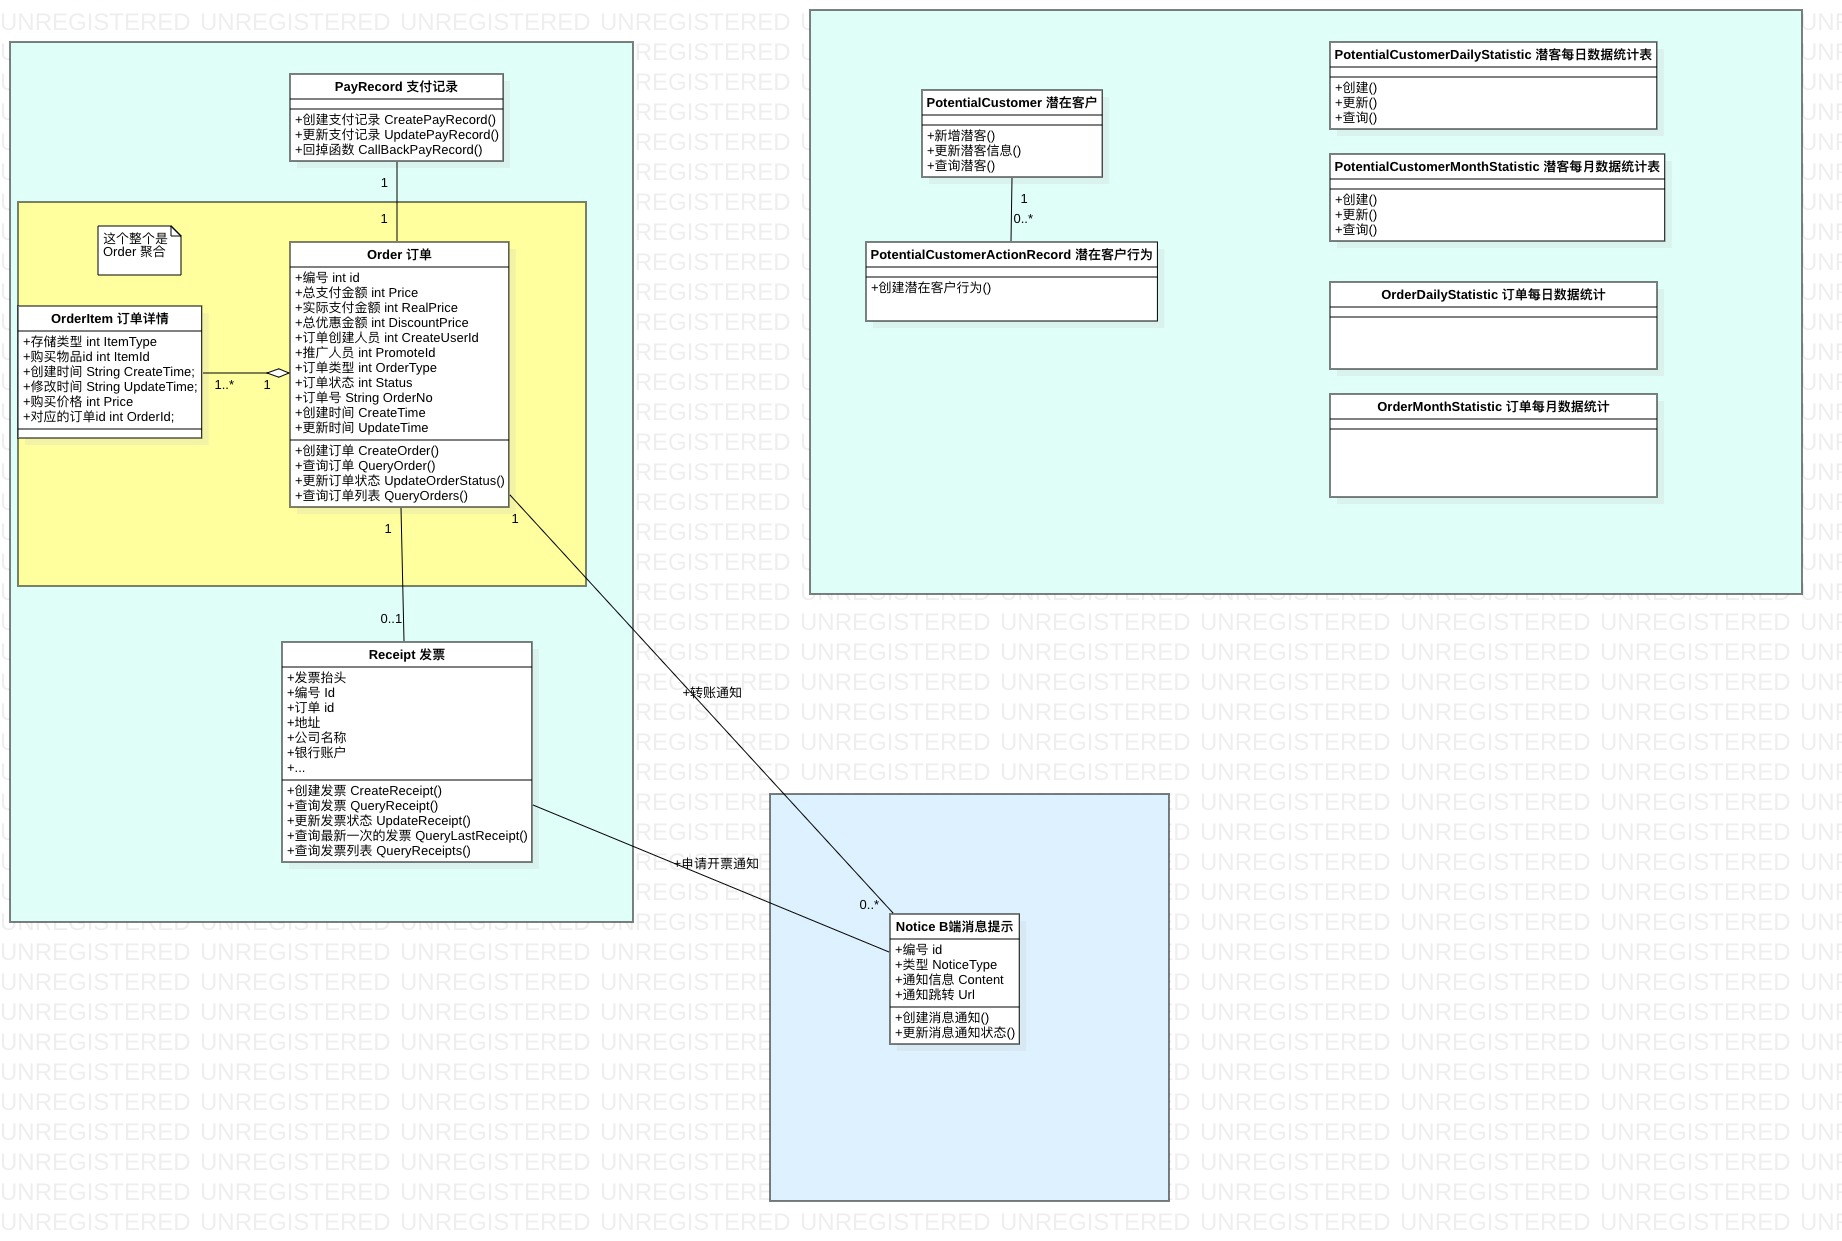 PayRecord 支付记录
+创建支付记录 CreatePayRecord()
+更新支付记录 UpdatePayRecord()
+回掉函数 CallBackPayRecord()
1
1
这个整个是
Order 聚合
Order 订单
+编号 int id
+总支付金额 int Price
+实际支付金额 int RealPrice
+总优惠金额 int DiscountPrice
+订单创建人员 int CreateUserId
+推广人员 int PromoteId
+订单类型 int OrderType
+订单状态 int Status
+订单号 String OrderNo
+创建时间 CreateTime
+更新时间 UpdateTime
+创建订单 CreateOrder()
+查询订单 QueryOrder()
+更新订单状态 UpdateOrderStatus()
+查询订单列表 QueryOrders()
OrderItem 订单详情
+存储类型 int ItemType
+购买物品id int ItemId
+创建时间 String CreateTime;
+修改时间 String UpdateTime;
+购买价格 int Price
+对应的订单id int OrderId;
1..*
1
1
1
0..1
Receipt 发票
+发票抬头
+编号 Id
+订单 id
+地址
+公司名称
+银行账户
+...
+创建发票 CreateReceipt()
+查询发票 QueryReceipt()
+更新发票状态 UpdateReceipt()
+查询最新一次的发票 QueryLastReceipt()
+查询发票列表 QueryReceipts()
+转账通知
+申请开票通知
0..*
Notice B端消息提示
+编号 id
+类型 NoticeType
+通知信息 Content
+通知跳转 Url
+创建消息通知()
+更新消息通知状态()
PotentialCustomer 潜在客户
+新增潜客()
+更新潜客信息()
+查询潜客()
1
0..*
PotentialCustomerActionRecord 潜在客户行为
+创建潜在客户行为()
PotentialCustomerDailyStatistic 潜客每日数据统计表
+创建()
+更新()
+查询()
PotentialCustomerMonthStatistic 潜客每月数据统计表
+创建()
+更新()
+查询()
OrderDailyStatistic 订单每日数据统计
OrderMonthStatistic 订单每月数据统计
UNREGISTERED